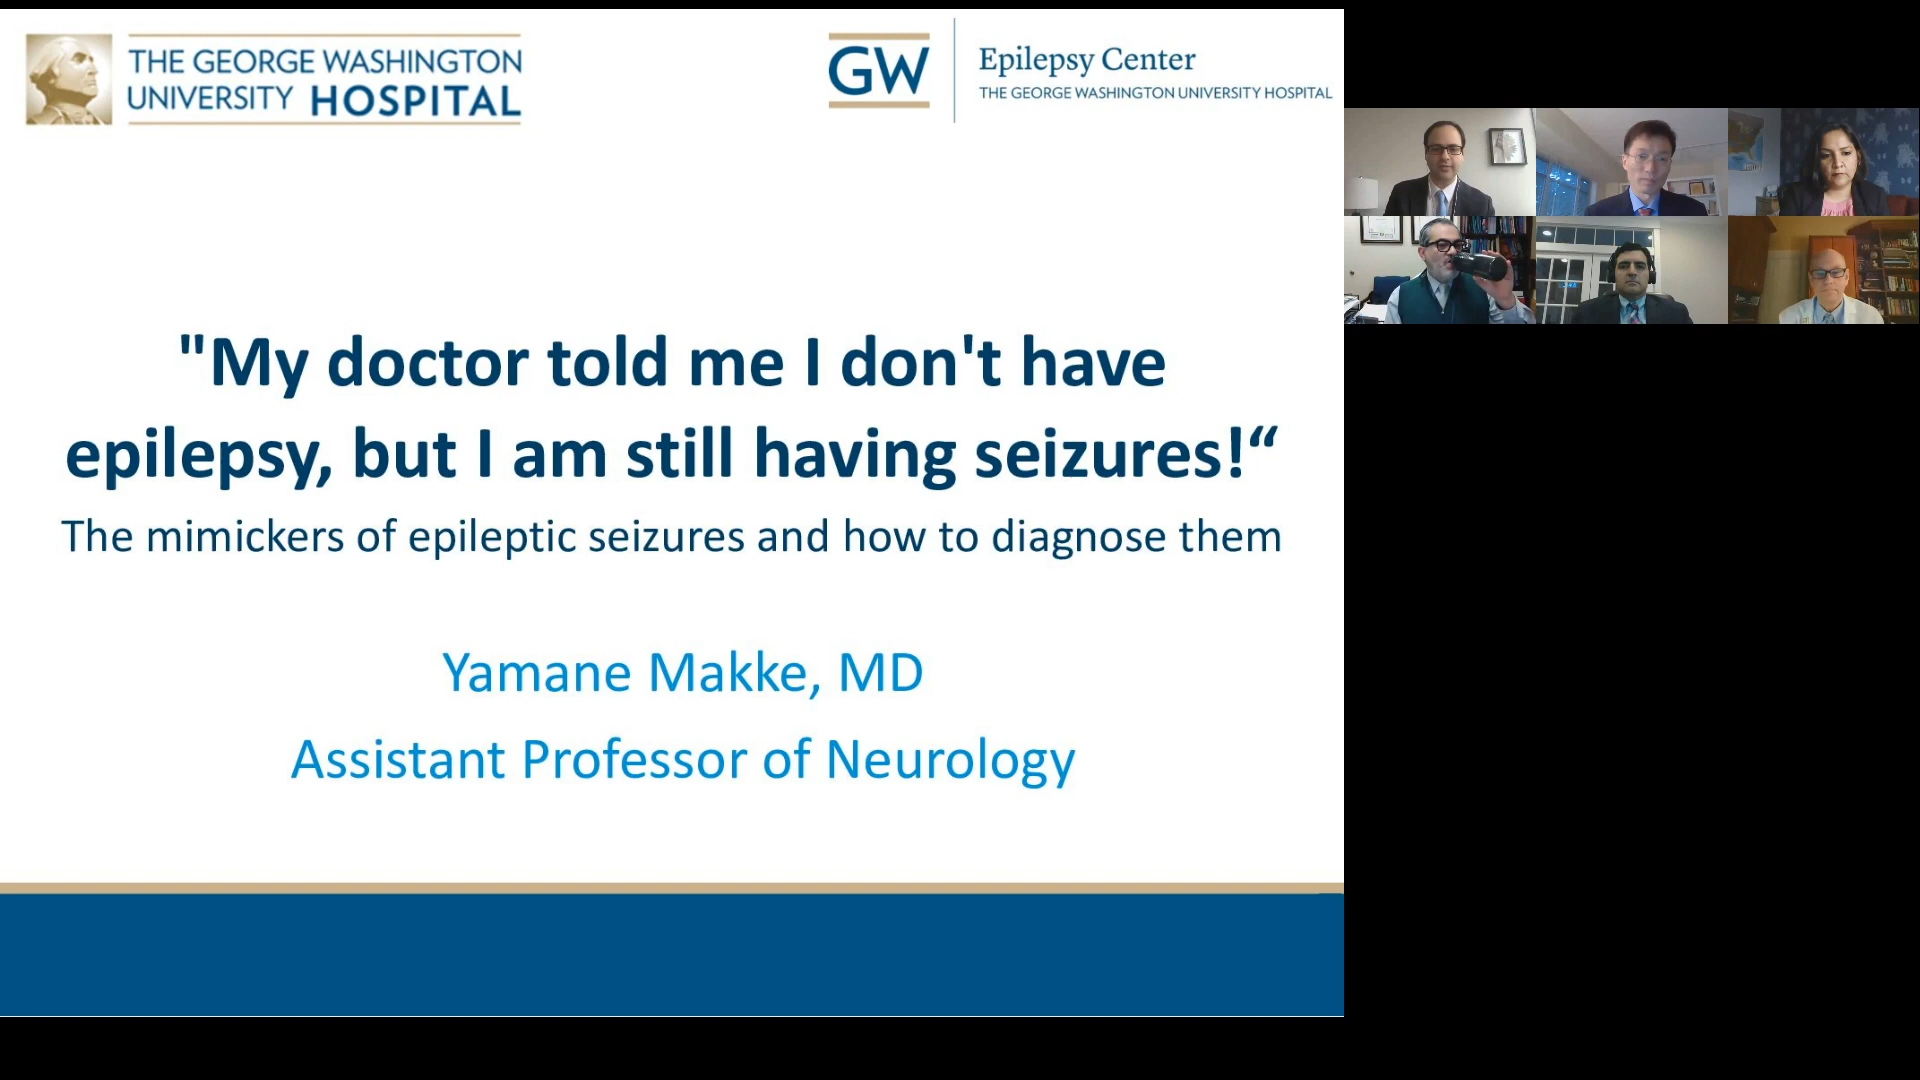 THE GEORGE WASHINGTON
UNIVERSITY HOSPITAL
GW
Epilepsy Center
THE GEORGE WASHINGTON UNIVERSITY HOSPITAL
"My doctor told me I don't have
epilepsy, but I am still having seizures!“
The mimickers of epileptic seizures and how to diagnose them
Yamane Makke, MD
Assistant Professor of Neurology